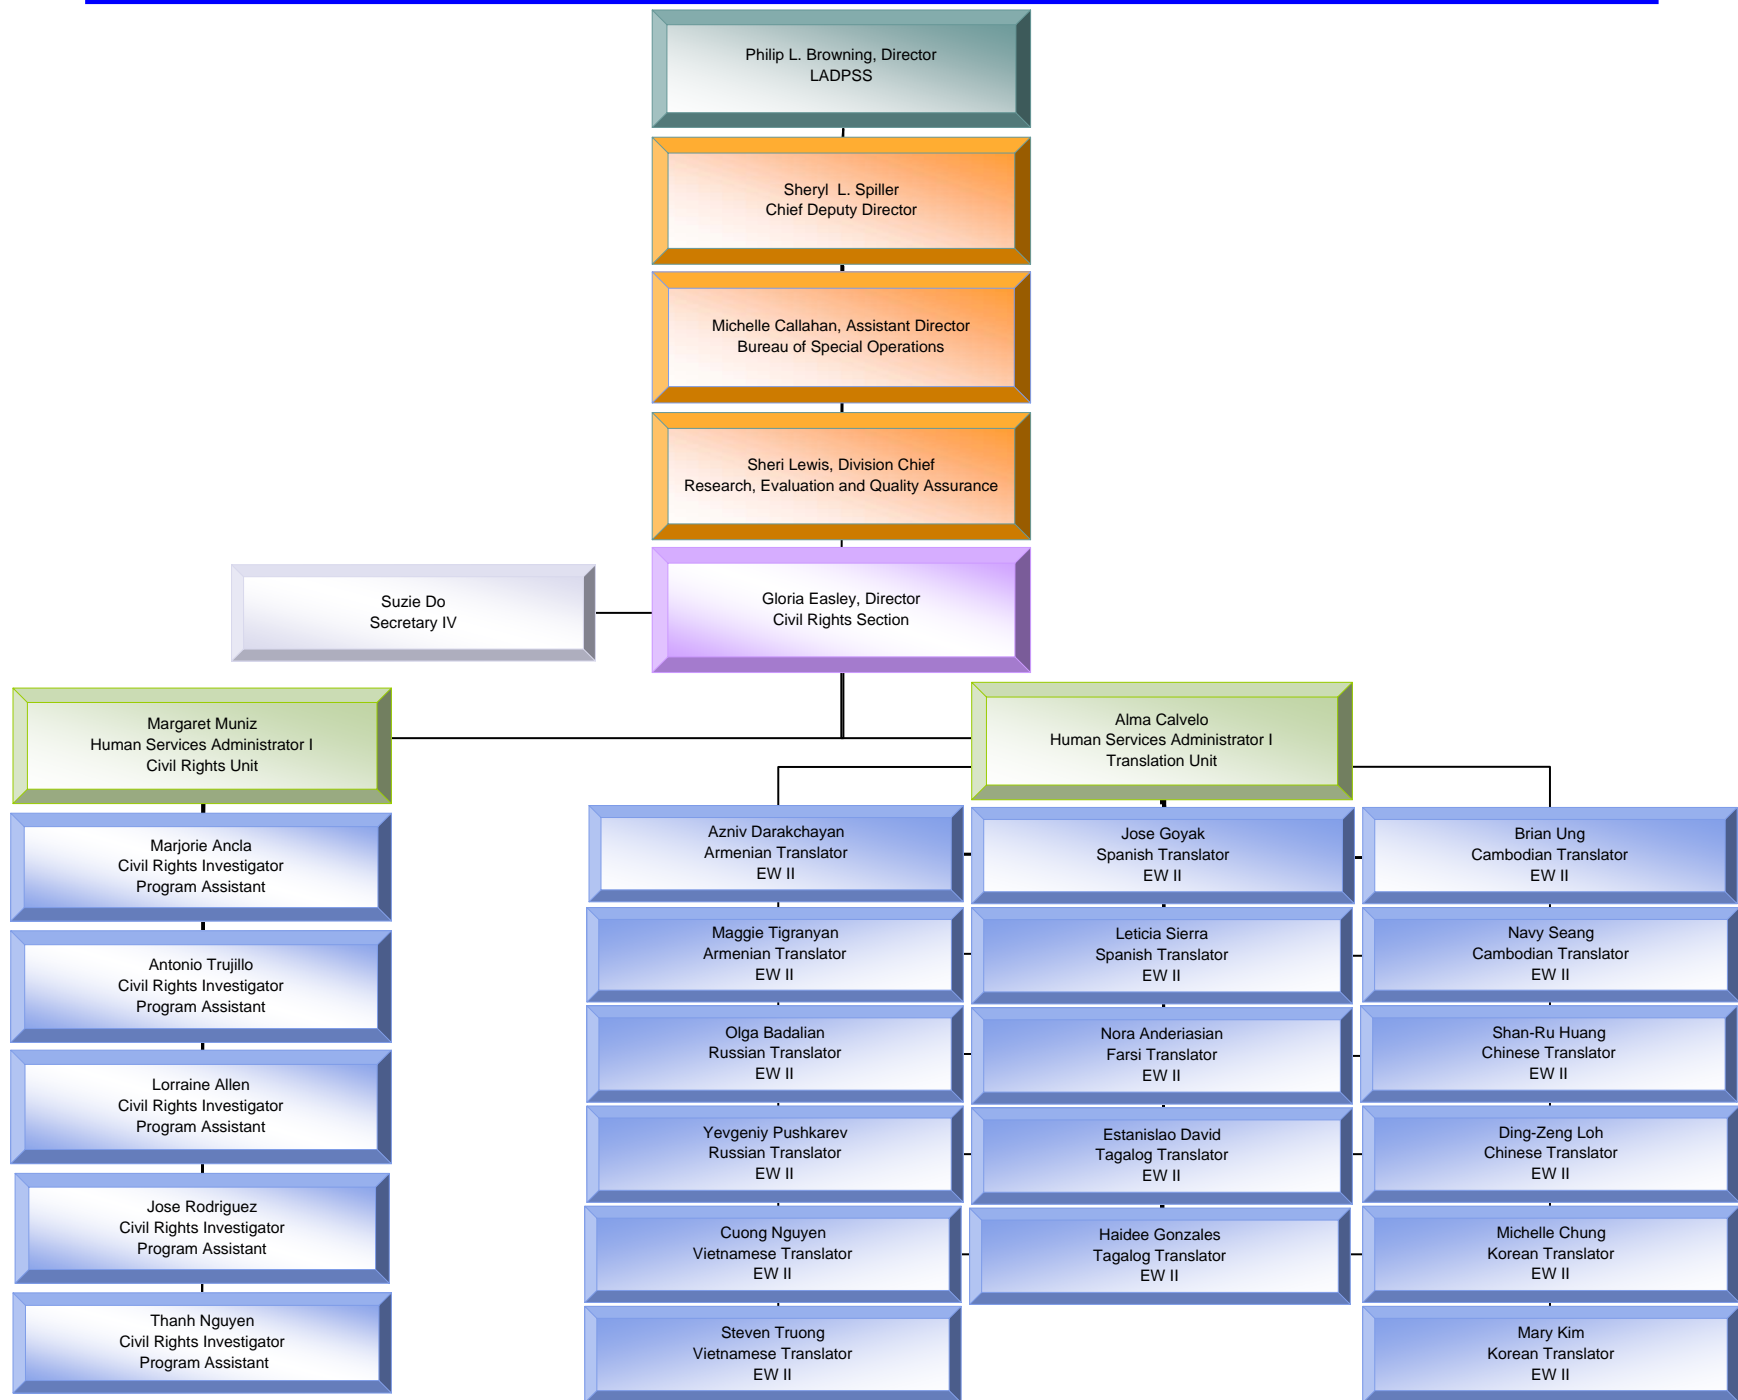 Philip L. Browning, Director
LADPSS
Sheryl  L. Spiller
Chief Deputy Director
Michelle Callahan, Assistant Director
Bureau of Special Operations
Sheri Lewis, Division Chief
Research, Evaluation and Quality Assurance
Suzie Do
Secretary IV
Gloria Easley, Director
Civil Rights Section
Margaret Muniz
Human Services Administrator I
Civil Rights Unit
Alma Calvelo
Human Services Administrator I
Translation Unit
Marjorie Ancla
Civil Rights Investigator
Program Assistant
Antonio Trujillo
Civil Rights Investigator
Program Assistant
Lorraine Allen
Civil Rights Investigator
Program Assistant
Jose Rodriguez
Civil Rights Investigator
Program Assistant
Thanh Nguyen
Civil Rights Investigator
Program Assistant
Azniv Darakchayan
Armenian Translator
EW II
Maggie Tigranyan
Armenian Translator
EW II
Olga Badalian
Russian Translator
EW II
Yevgeniy Pushkarev
Russian Translator
EW II
Cuong Nguyen
Vietnamese Translator
EW II
Steven Truong
Vietnamese Translator
EW II
Jose Goyak
Spanish Translator
EW II
Leticia Sierra
Spanish Translator
EW II
Nora Anderiasian
Farsi Translator
EW II
Estanislao David
Tagalog Translator
EW II
Haidee Gonzales
Tagalog Translator
EW II
Brian Ung
Cambodian Translator
EW II
Navy Seang
Cambodian Translator
EW II
Shan-Ru Huang
Chinese Translator
EW II
Ding-Zeng Loh
Chinese Translator
EW II
Michelle Chung
Korean Translator
EW II
Mary Kim
Korean Translator
EW II